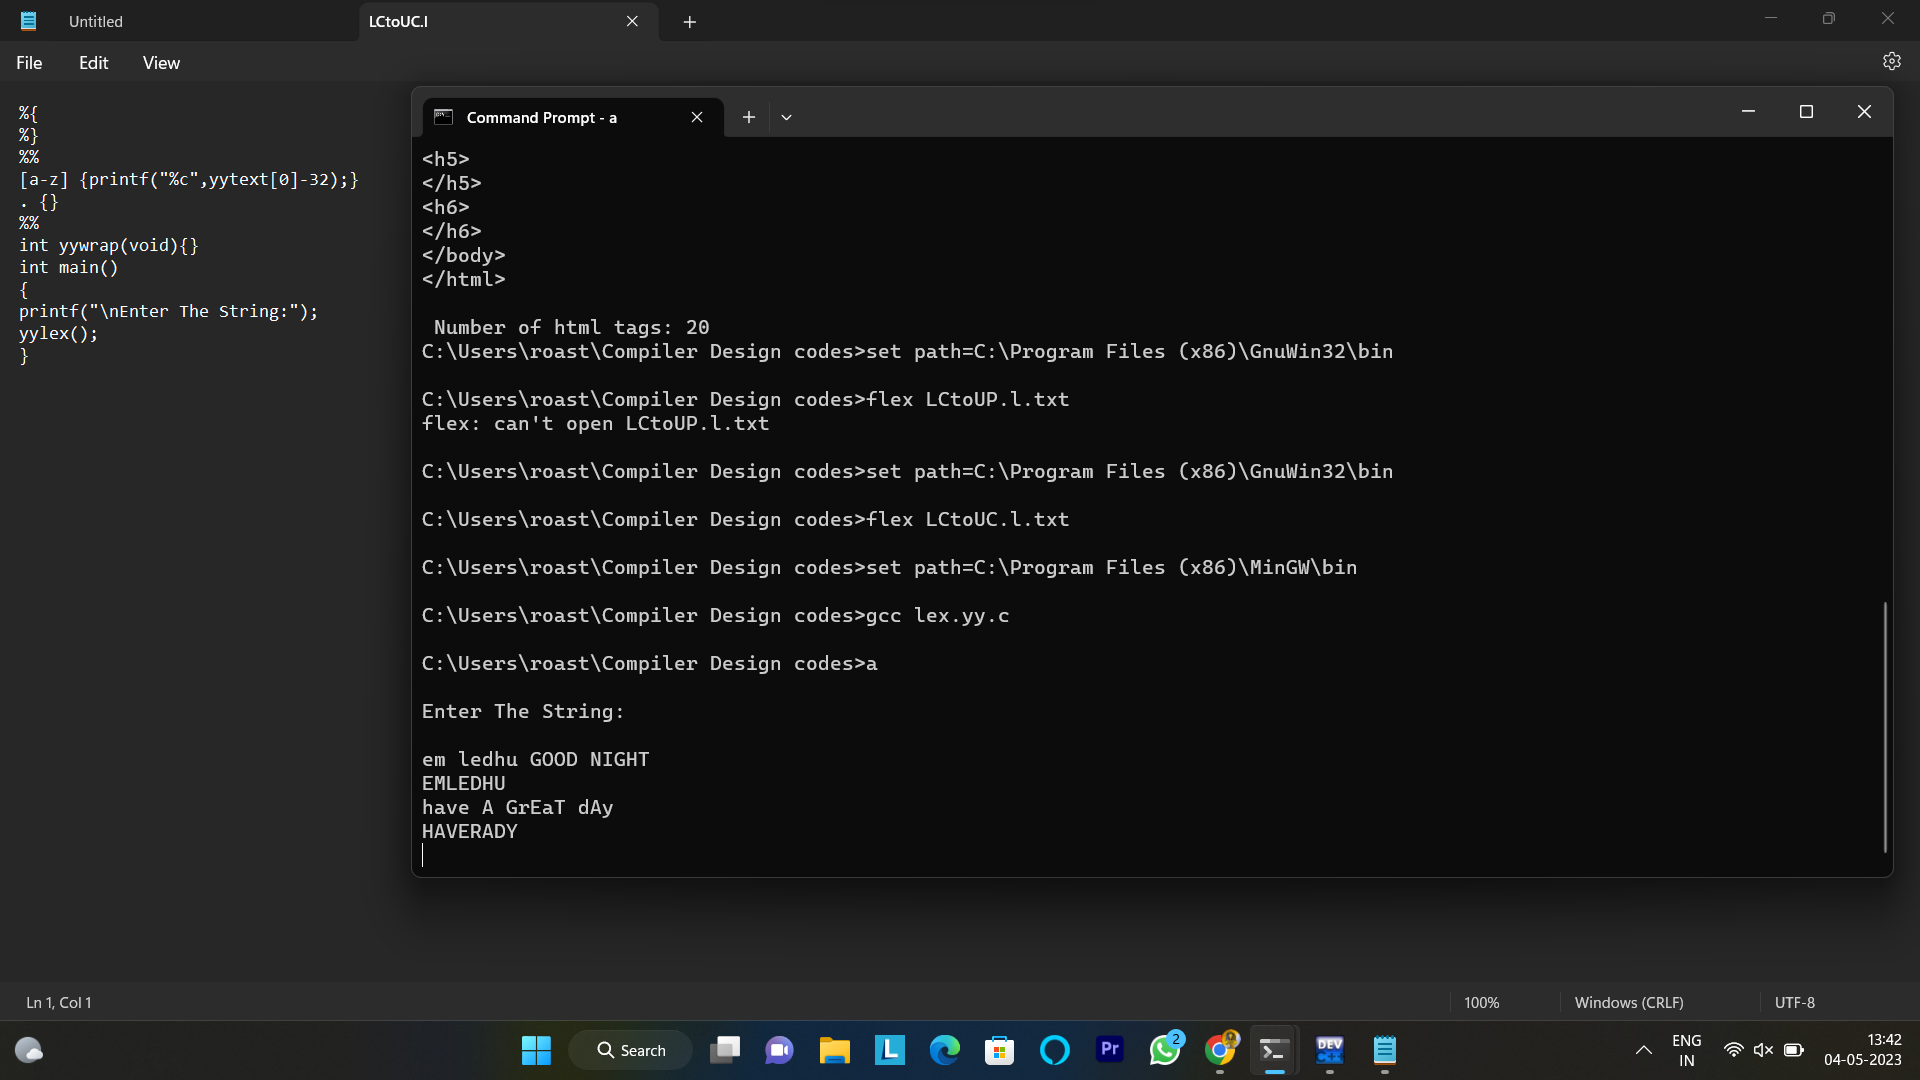 Untitled
LCtoUC.l
File Edit View
%{
%}
%%
[a-z] {printf("%c",yytext[0]-32);}
. {}
%%
int yywrap(void){}
int main()
{
printf("\nEnter The String:");
yylex();
}
Command Prompt - a
<h5>
</h5>
<h6>
</h6>
</body>
</html>
Number of html tags: 20
C:\Users\roast\Compiler Design codes>set path=C:\Program Files (x86)\GnuWin32\bin
C:\Users\roast\Compiler Design codes>flex LCtoUP.l.txt
flex: can't open LCtoUP.l.txt
C:\Users\roast\Compiler Design codes>set path=C:\Program Files (x86)\GnuWin32\bin
C:\Users\roast\Compiler Design codes>flex LCtoUC.l.txt
C:\Users\roast\Compiler Design codes>set path=C:\Program Files (x86)\MinGW\bin
C:\Users\roast\Compiler Design codes>gcc lex.yy.c
C:\Users\roast\Compiler Design codes>a
Enter The String:
em ledhu GOOD NIGHT
EMLEDHU
have A GrEaT dAy
HAVERADY
Ln 1, Col 1
100%
Windows (CRLF)
UTF-8
Search
L
Pr
2
DEV
C++
ENG
IN
13:42
04-05-2023